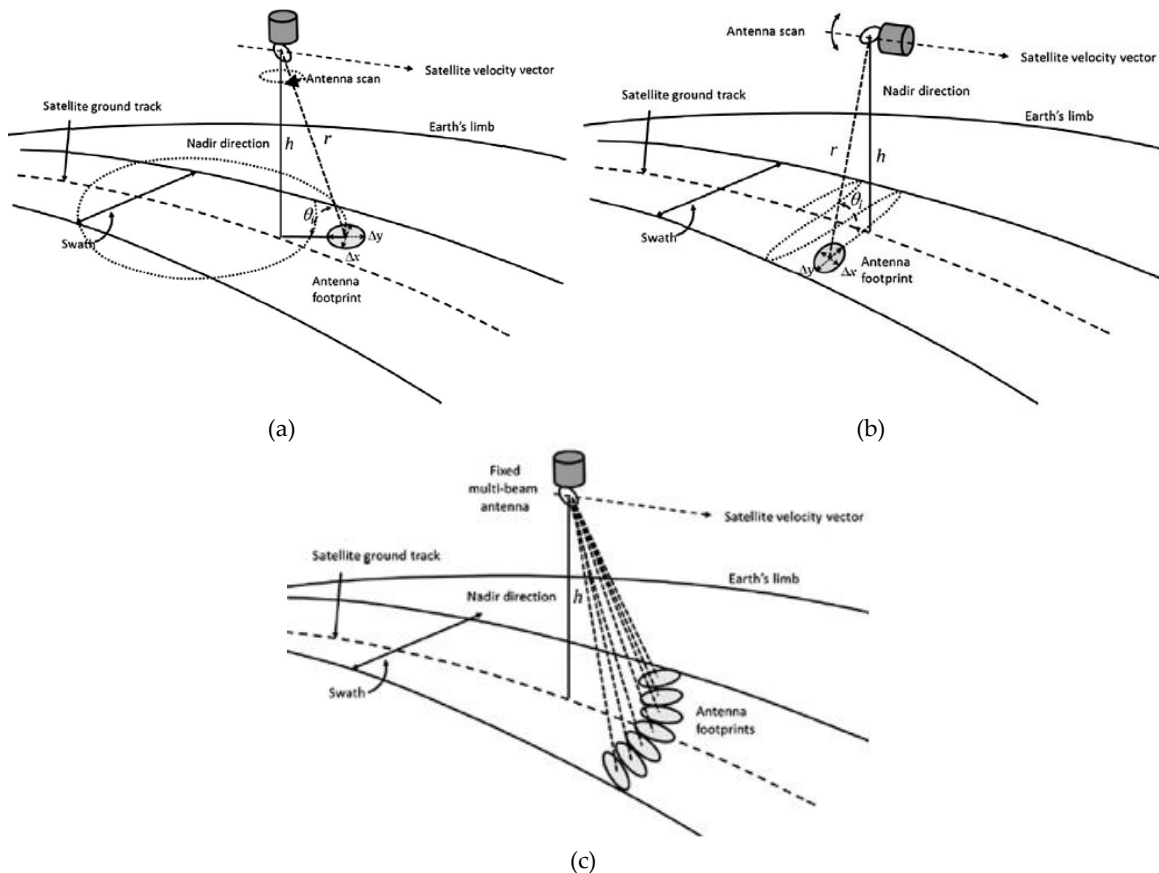 Antenna scan
Satellite velocity vector
Satellite ground track
Earth's limb
Nadir direction
h
r
θi
Δy
Δx
Swath
Antenna
footprint
(a)
Antenna scan
Satellite velocity vector
Nadir direction
Satellite ground track
Earth's limb
r
h
θi
Swath
Δy
Δx
Antenna
footprint
(b)
Fixed
multi-beam
antenna
Satellite velocity vector
Satellite ground track
Earth's limb
Nadir direction
h
Swath
Antenna
footprints
(c)